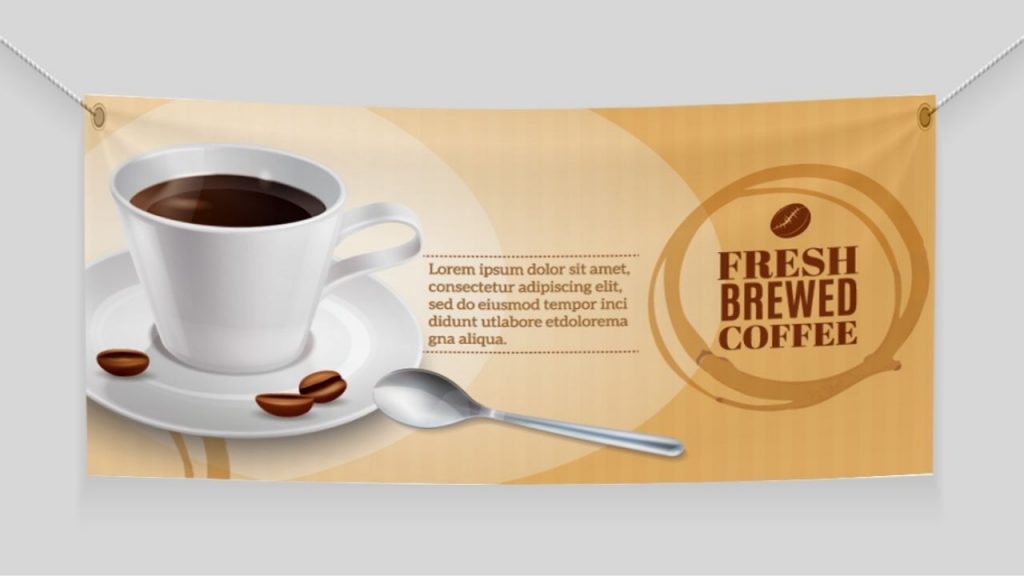 Lorem ipsum dolor sit amet,
consectetur adipiscing elit,
sed do eiusmod tempor inci
didunt utlabore etdolorema
gna aliqua.
FRESH
BREWED
COFFEE